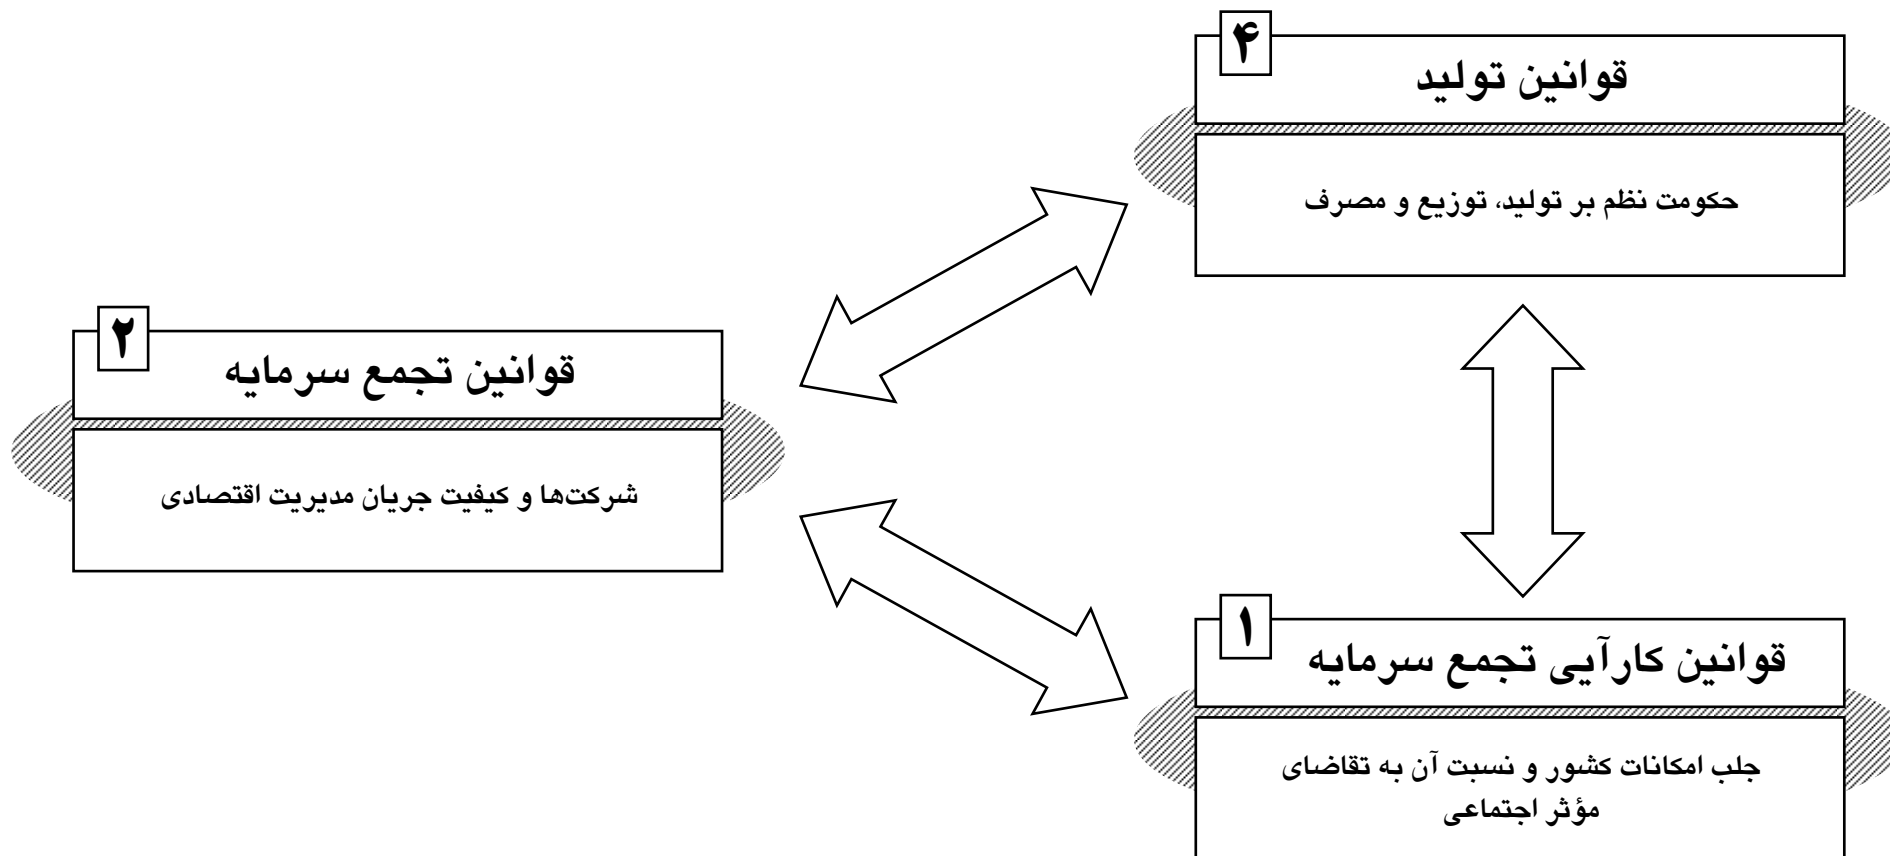 ۴
قوانین تولید
حکومت نظم بر تولید، توزیع و مصرف
۲
قوانین تجمع سرمایه
شرکت‌ها و کیفیت جریان مدیریت اقتصادی
۱
قوانین کارآیی تجمع سرمایه
جلب امکانات کشور و نسبت آن به تقاضای
مؤثر اجتماعی